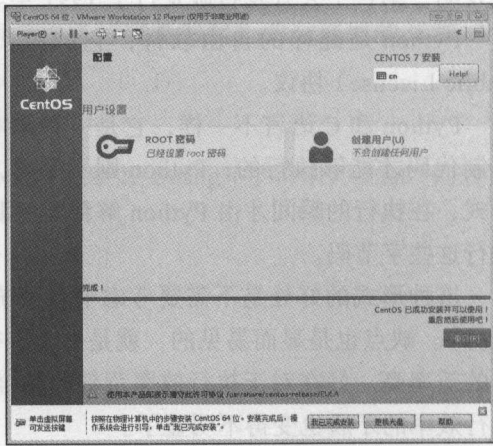 CentOS 64 位 - VMware Workstation 12 Player (仅用于非商业用途)
Player(P)
配置
CENTOS 7 安装
cn
Help!
CentOS
用户设置
ROOT 密码
已经设置 root 密码
创建用户(U)
不会创建任何用户
完成！
CentOS 已成功安装并可以使用！
重启然后使用吧！
重启(R)
使用本产品即表示遵守此许可协议 /usr/share/centos-release/EULA
单击虚拟屏幕
可发送按键
按照在物理计算机中的步骤安装 CentOS 64 位。安装完成后，操
作系统会进行引导，单击“我已完成安装”。
我已完成安装
更换光盘
帮助